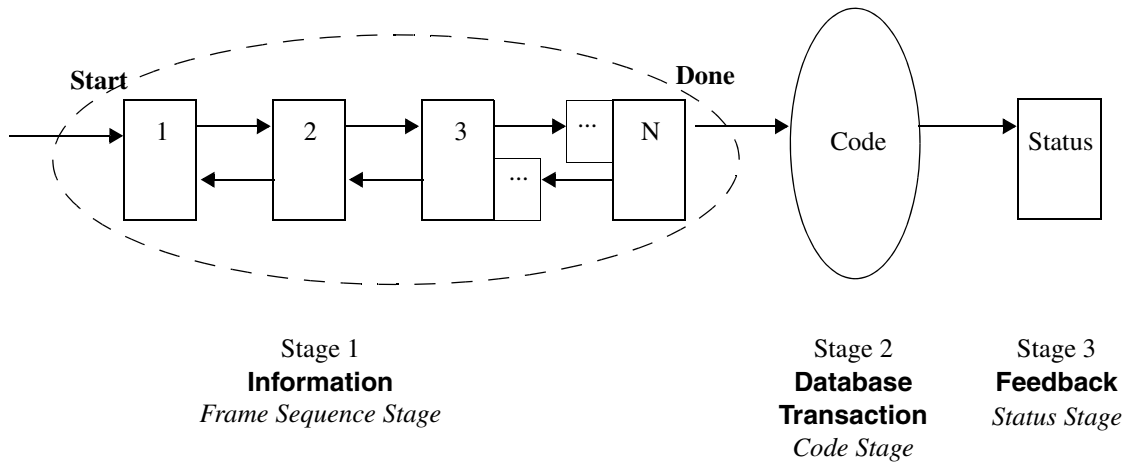 Start
Done
1
2
3
...
N
...
Code
Status
Stage 1
Information
Frame Sequence Stage
Stage 2
Database
Transaction
Code Stage
Stage 3
Feedback
Status Stage